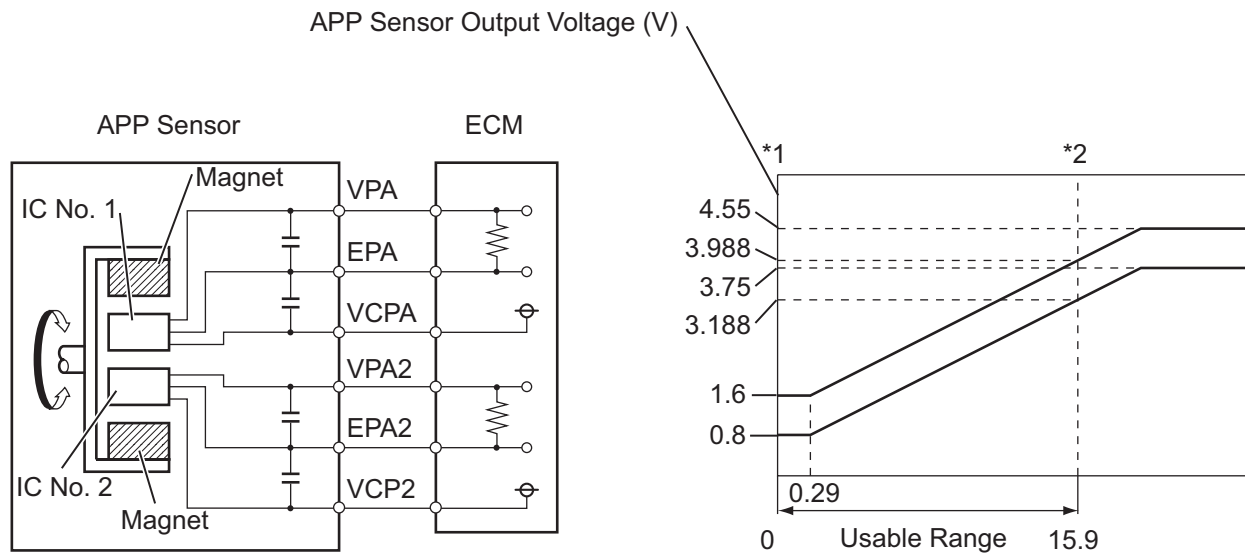 APP Sensor Output Voltage (V)
APP Sensor
ECM
Magnet
IC No. 1
VPA
EPA
VCPA
VPA2
EPA2
VCP2
IC No. 2
Magnet
*1
*2
4.55
3.988
3.75
3.188
1.6
0.8
0.29
0
Usable Range
15.9